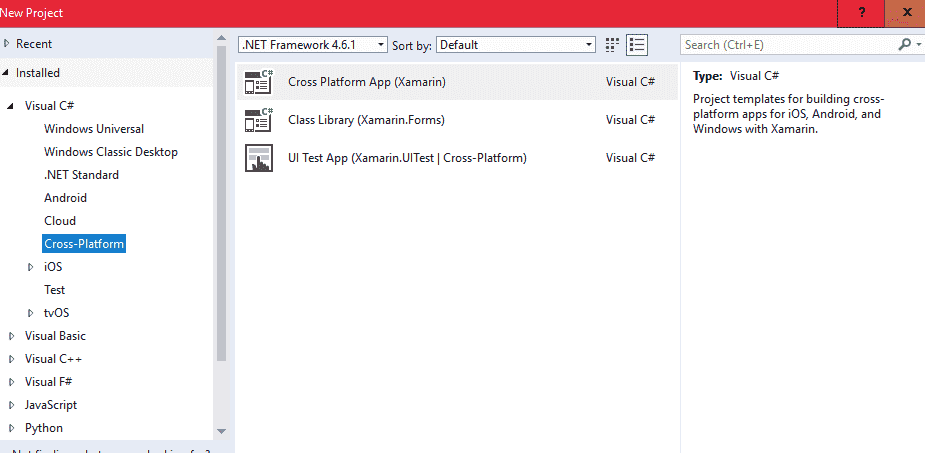 New Project
?
Recent
.NET Framework 4.6.1
Sort by:
Default
Search (Ctrl+E)
Installed
Visual C#
Windows Universal
Windows Classic Desktop
.NET Standard
Android
Cloud
Cross-Platform
iOS
Test
tvOS
Visual Basic
Visual C++
Visual F#
JavaScript
Python
C#
Cross Platform App (Xamarin)
Visual C#
C#
Class Library (Xamarin.Forms)
Visual C#
UI Test App (Xamarin.UITest | Cross-Platform)
Visual C#
Type: Visual C#
Project templates for building cross-
platform apps for iOS, Android, and
Windows with Xamarin.